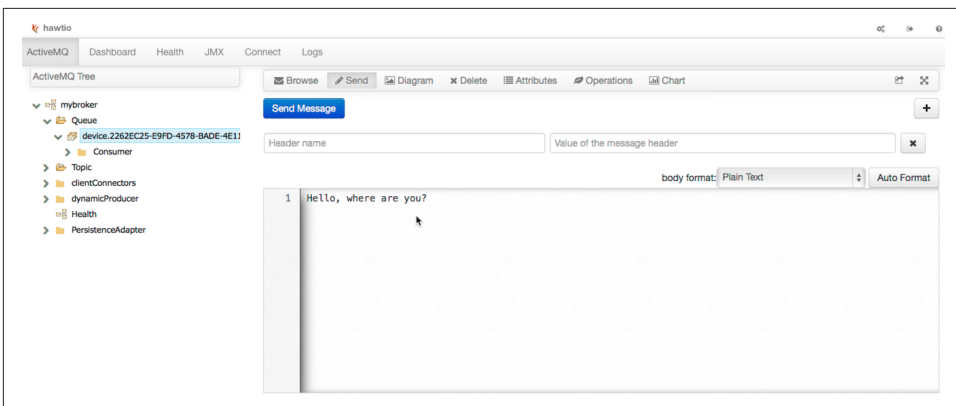 hawtio
ActiveMQ Dashboard Health JMX Connect Logs
ActiveMQ Tree
mybroker
Queue
device.2262EC25-E9FD-4578-BADE-4E11
Consumer
Topic
clientConnectors
dynamicProducer
Health
PersistenceAdapter
Browse Send Diagram Delete Attributes Operations Chart
Send Message
Header name Value of the message header
body format: Plain Text Auto Format
1 Hello, where are you?